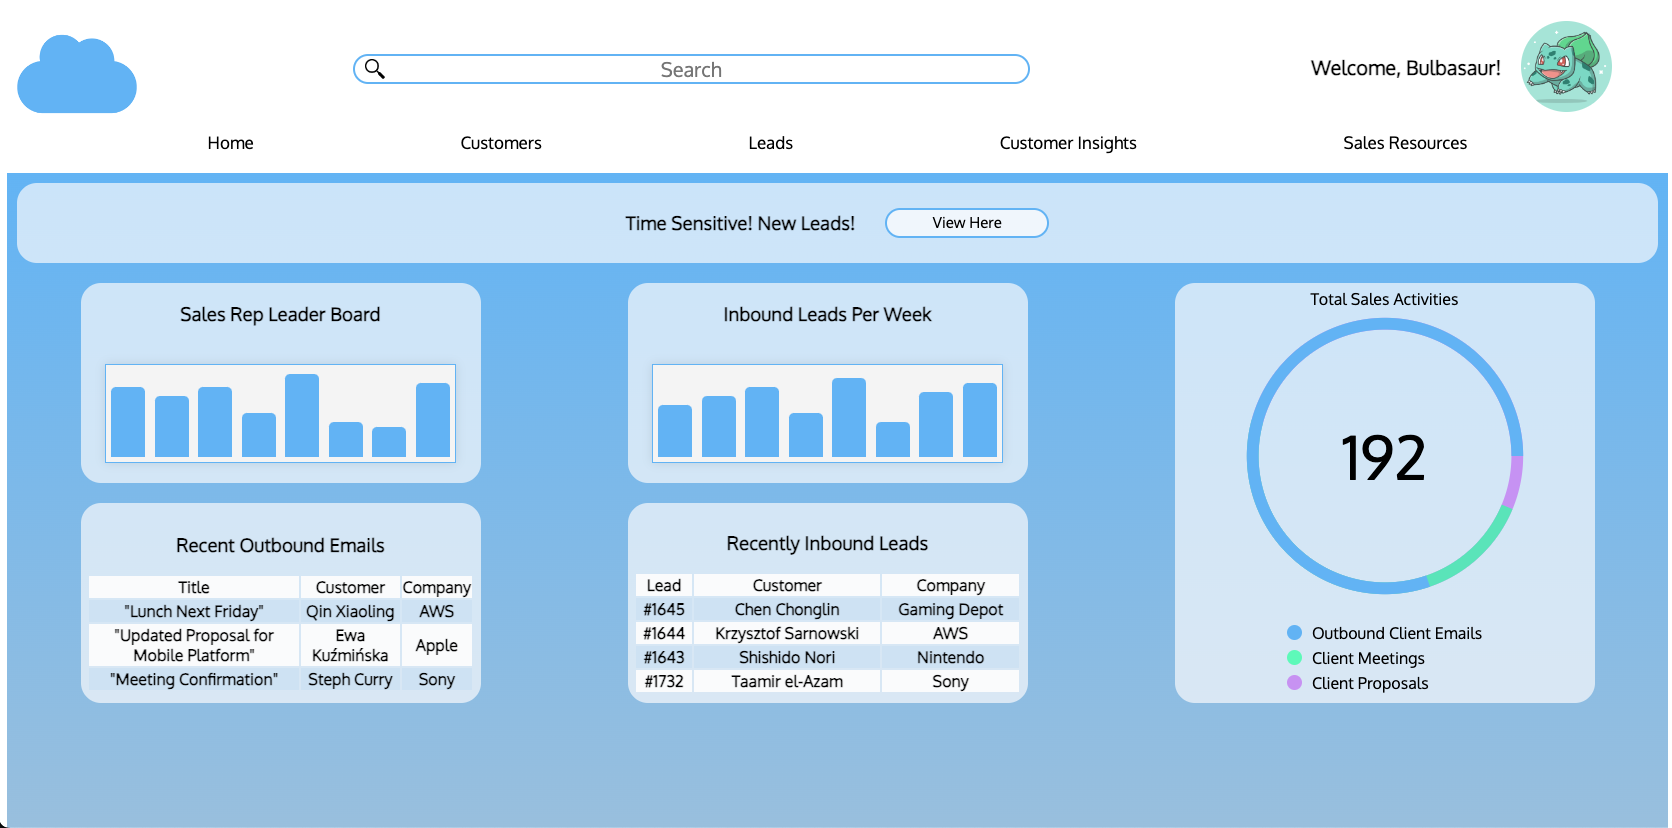 Search
Welcome, Bulbasaur!
Home
Customers
Leads
Customer Insights
Sales Resources
Time Sensitive! New Leads!
View Here
Sales Rep Leader Board
Inbound Leads Per Week
Total Sales Activities
192
Outbound Client Emails
Client Meetings
Client Proposals
Recent Outbound Emails
Title Customer Company
"Lunch Next Friday" Qin Xiaoling AWS
"Updated Proposal for
Mobile Platform"
Ewa
Kuźmińska
Apple
"Meeting Confirmation" Steph Curry Sony
Recently Inbound Leads
Lead Customer Company
#1645 Chen Chonglin Gaming Depot
#1644 Krzysztof Sarnowski AWS
#1643 Shishido Nori Nintendo
#1732 Taamir el-Azam Sony